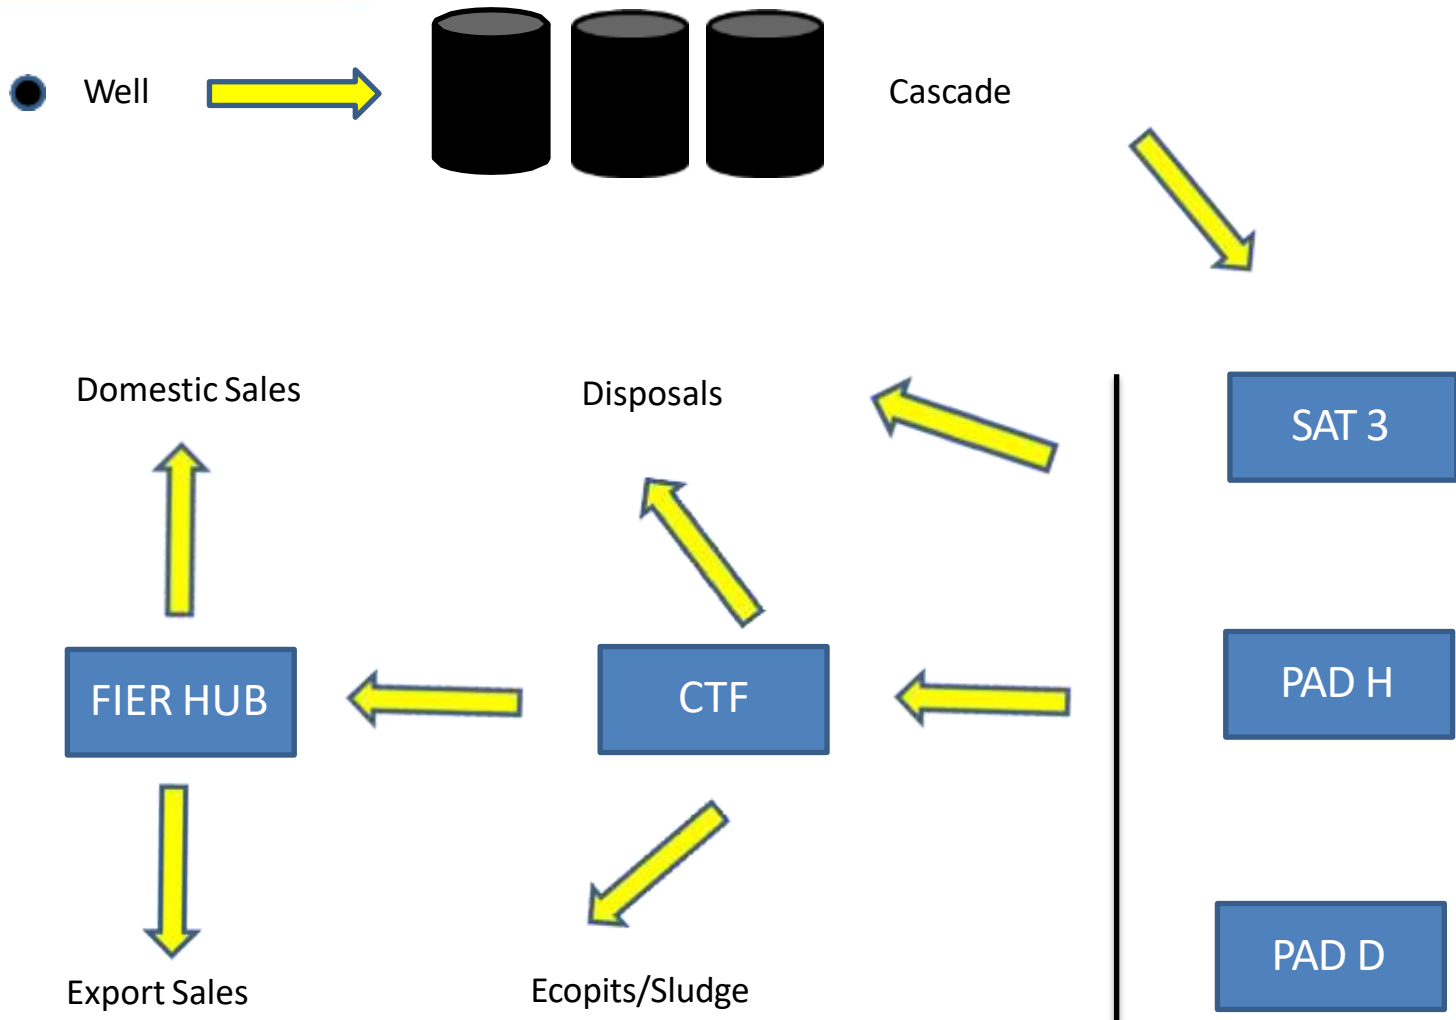 Well
Cascade
Domestic Sales
Disposals
SAT 3
FIER HUB
CTF
PAD H
PAD D
Export Sales
Ecopits/Sludge